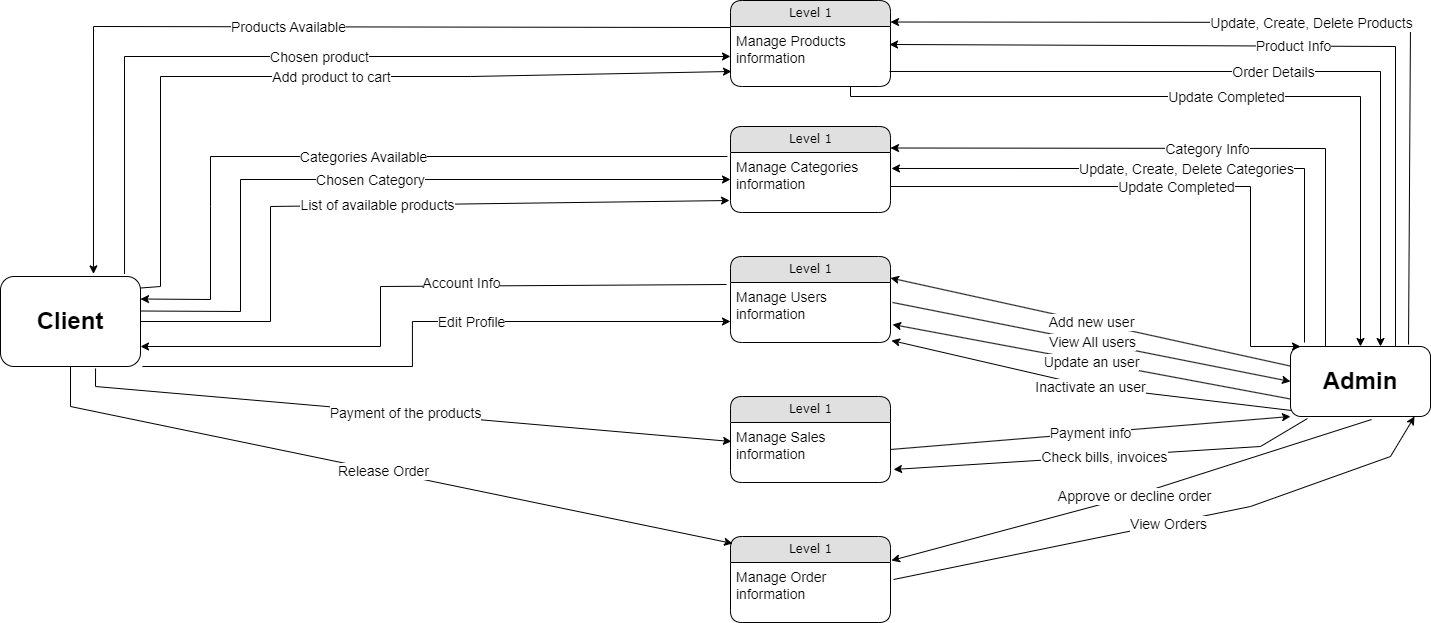 Level 1
Products Available
Update, Create, Delete Products
Manage Products
information
Product Info
Chosen product
Add product to cart
Order Details
Update Completed
Level 1
Categories Available
Category Info
Manage Categories
information
Update, Create, Delete Categories
Chosen Category
Update Completed
List of available products
Level 1
Account Info
Manage Users
information
Client
Edit Profile
Add new user
View All users
Update an user
Inactivate an user
Admin
Level 1
Payment of the products
Manage Sales
information
Payment info
Check bills, invoices
Release Order
Approve or decline order
View Orders
Level 1
Manage Order
information